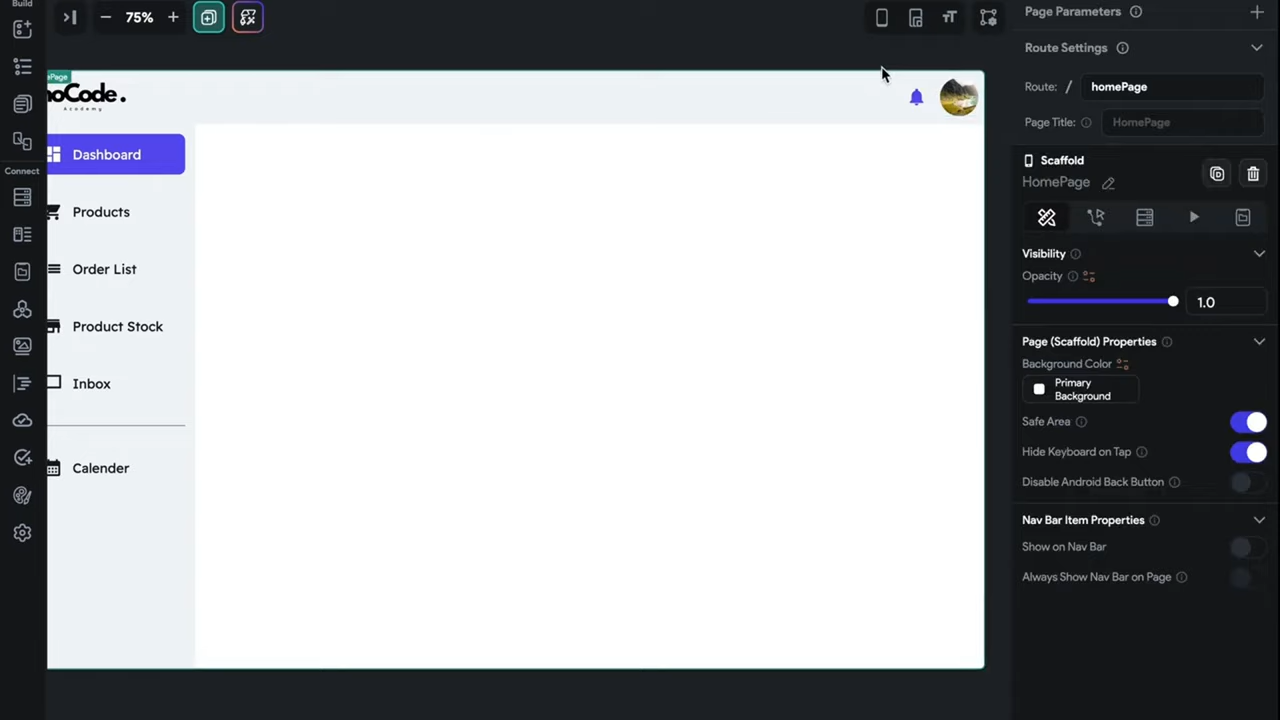 Build
75%
Page Parameters
Route Settings
Route: / homePage
Page Title: HomePage
Connect
ePage
noCode.
Academy
Dashboard
Products
Order List
Product Stock
Inbox
Calender
Scaffold
HomePage
Visibility
Opacity
1.0
Page (Scaffold) Properties
Background Color
Primary
Background
Safe Area
Hide Keyboard on Tap
Disable Android Back Button
Nav Bar Item Properties
Show on Nav Bar
Always Show Nav Bar on Page